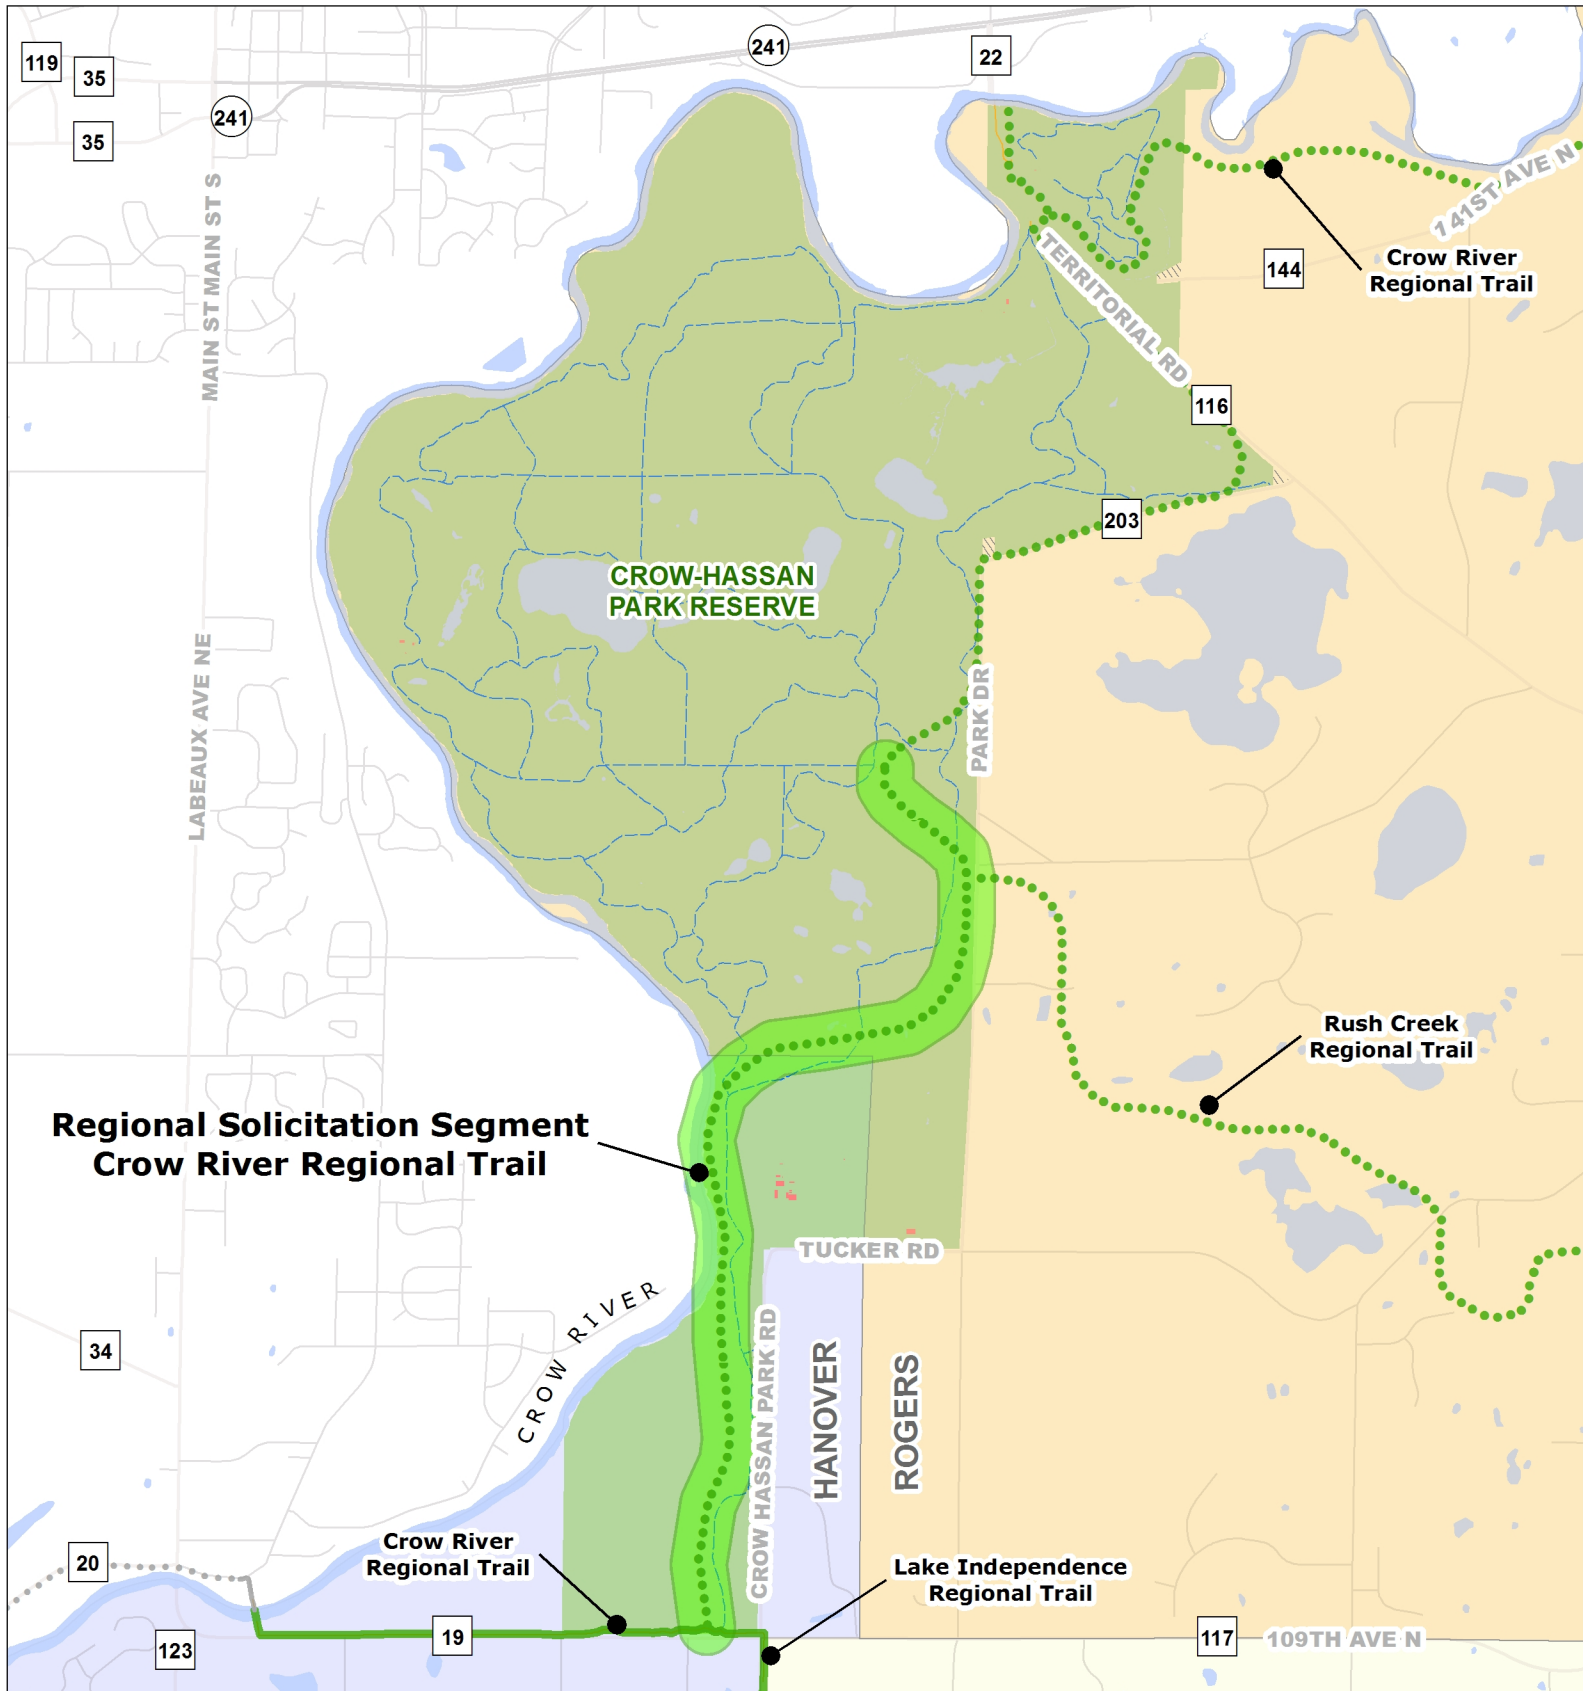 119
35
35
241
241
22
141ST AVE N
Crow River
Regional Trail
144
TERRITORIAL RD
116
203
MAIN ST MAIN ST S
CROW-HASSAN
PARK RESERVE
PARK DR
LABEAUX AVE NE
Rush Creek
Regional Trail
Regional Solicitation Segment
Crow River Regional Trail
TUCKER RD
CROW RIVER
34
CROW HASSAN PARK RD
HANOVER
ROGERS
Crow River
Regional Trail
20
Lake Independence
Regional Trail
123
19
117
109TH AVE N